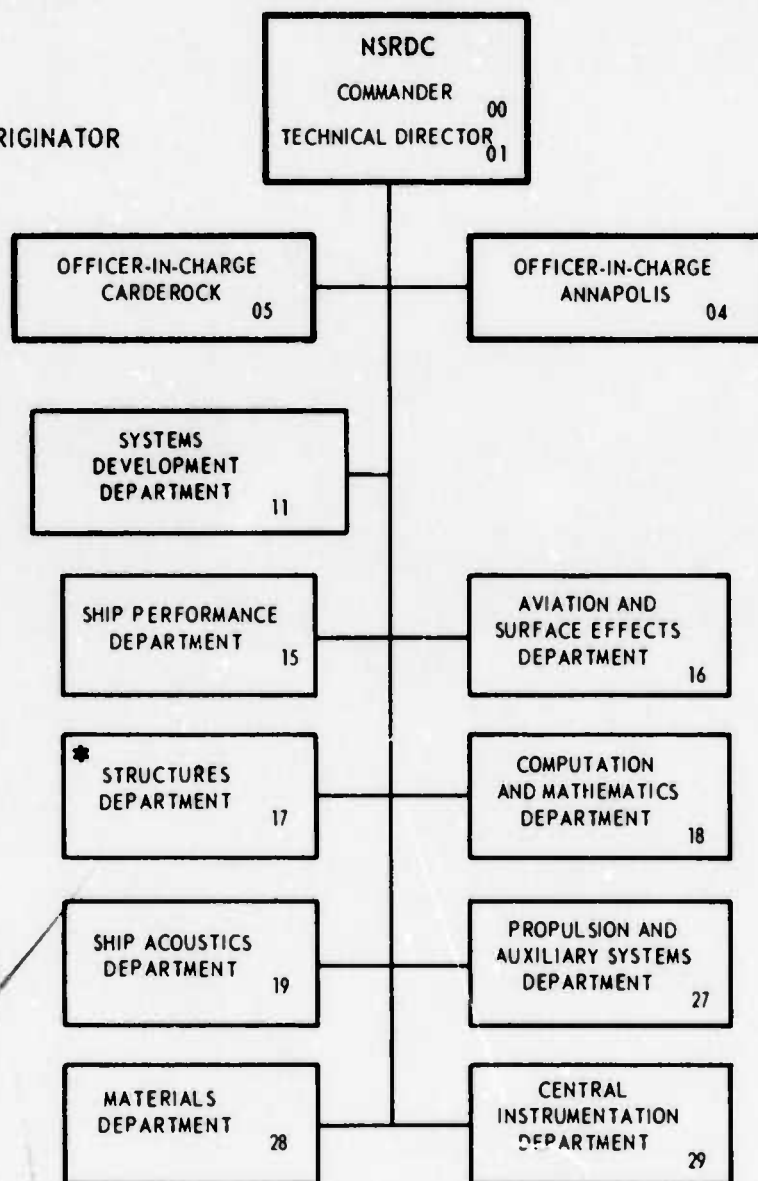 NSRDC
COMMANDER
00
TECHNICAL DIRECTOR
01
RIGINATOR
OFFICER-IN-CHARGE
CARDEROCK
05
OFFICER-IN-CHARGE
ANNAPOLIS
04
SYSTEMS
DEVELOPMENT
DEPARTMENT
11
SHIP PERFORMANCE
DEPARTMENT
15
AVIATION AND
SURFACE EFFECTS
DEPARTMENT
16
*
STRUCTURES
DEPARTMENT
17
COMPUTATION
AND MATHEMATICS
DEPARTMENT
18
SHIP ACOUSTICS
DEPARTMENT
19
PROPULSION AND
AUXILIARY SYSTEMS
DEPARTMENT
27
MATERIALS
DEPARTMENT
28
CENTRAL
INSTRUMENTATION
DEPARTMENT
29